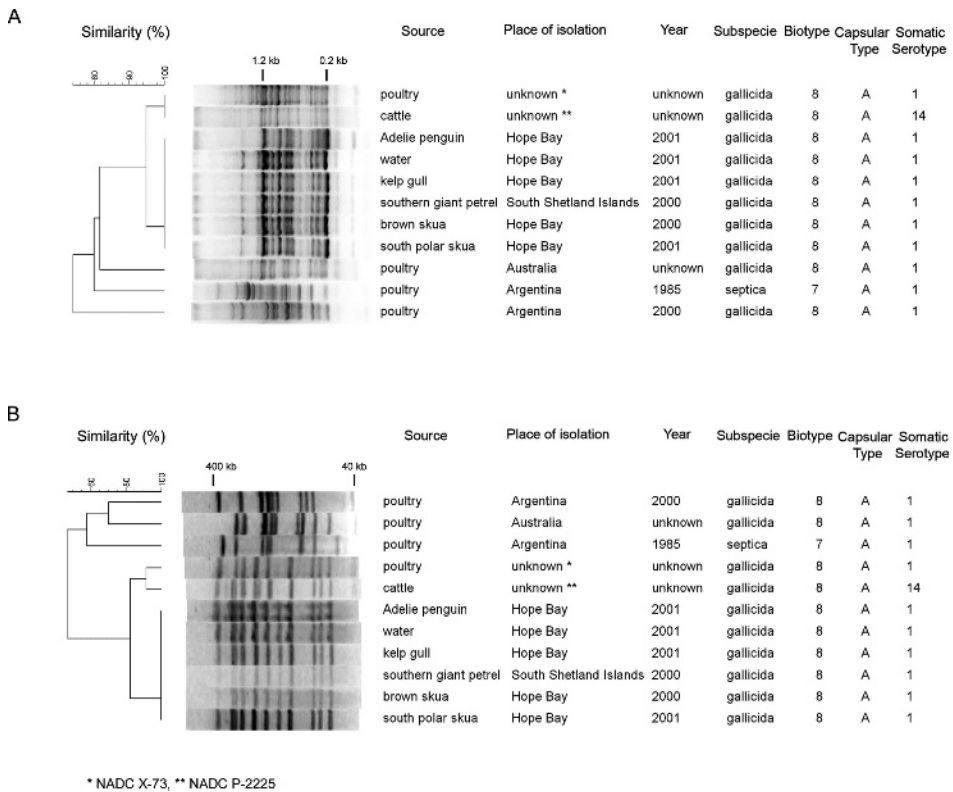 A
Similarity (%) Source Place of isolation Year Subspecie Biotype Capsular Type Somatic Serotype
1.2 kb 0.2 kb
80 90 100
poultry unknown * unknown gallicida 8 A 1
cattle unknown ** unknown gallicida 8 A 14
Adelie penguin Hope Bay 2001 gallicida 8 A 1
water Hope Bay 2001 gallicida 8 A 1
kelp gull Hope Bay 2001 gallicida 8 A 1
southern giant petrel South Shetland Islands 2000 gallicida 8 A 1
brown skua Hope Bay 2000 gallicida 8 A 1
south polar skua Hope Bay 2001 gallicida 8 A 1
poultry Australia unknown gallicida 8 A 1
poultry Argentina 1985 septica 7 A 1
poultry Argentina 2000 gallicida 8 A 1
B
Similarity (%) Source Place of isolation Year Subspecie Biotype Capsular Type Somatic Serotype
400 kb 40 kb
100
poultry Argentina 2000 gallicida 8 A 1
poultry Australia unknown gallicida 8 A 1
poultry Argentina 1985 septica 7 A 1
poultry unknown * unknown gallicida 8 A 1
cattle unknown ** unknown gallicida 8 A 14
Adelie penguin Hope Bay 2001 gallicida 8 A 1
water Hope Bay 2001 gallicida 8 A 1
kelp gull Hope Bay 2001 gallicida 8 A 1
southern giant petrel South Shetland Islands 2000 gallicida 8 A 1
brown skua Hope Bay 2000 gallicida 8 A 1
south polar skua Hope Bay 2001 gallicida 8 A 1
* NADC X-73, ** NADC P-2225